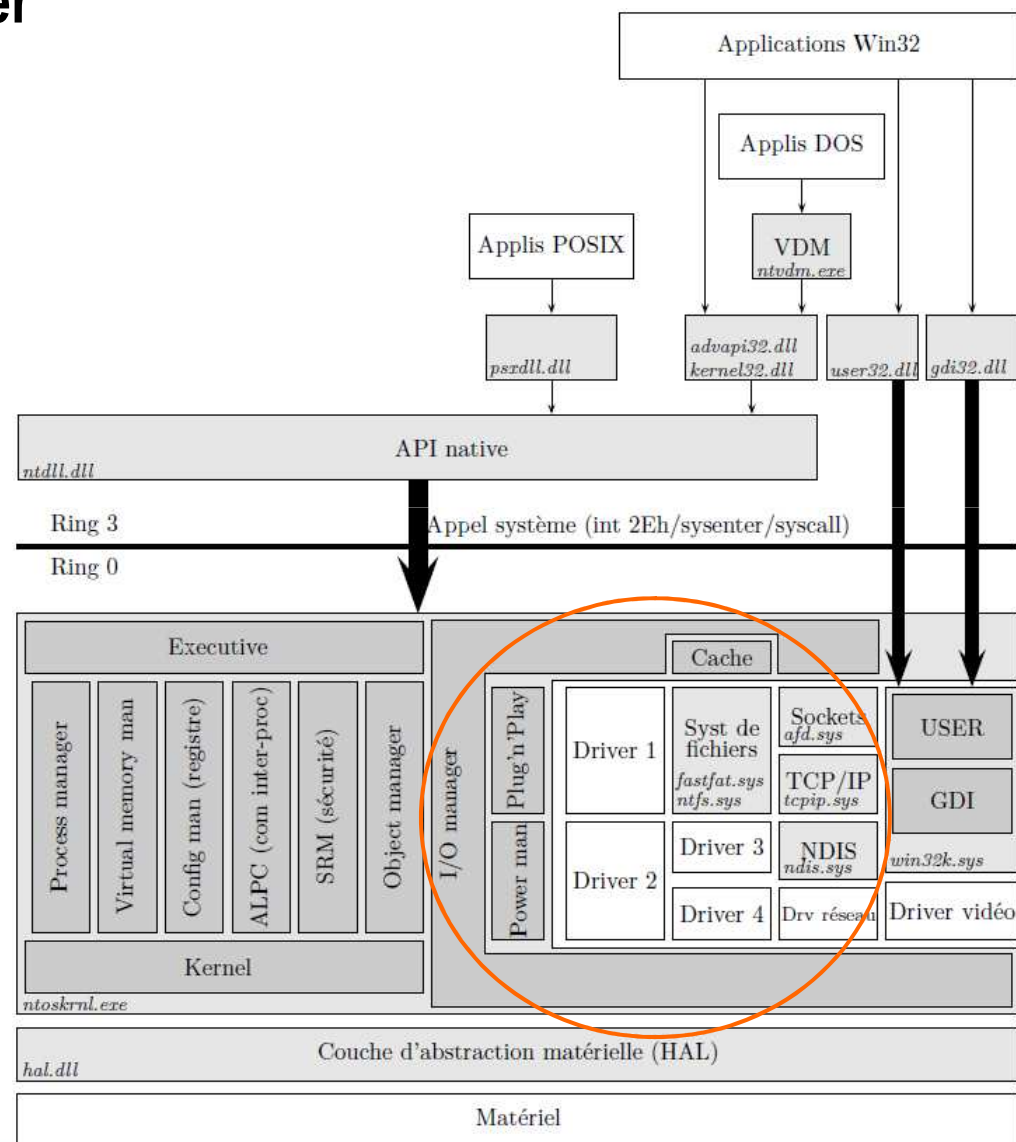 er
Applications Win32
Applis DOS
Applis POSIX
VDM
ntvdm.exe
psxdll.dll
advapi32.dll
kernel32.dll
user32.dll
gdi32.dll
API native
ntdll.dll
Ring 3
Appel système (int 2Eh/sysenter/syscall)
Ring 0
Executive
Process manager
Virtual memory man
Config man (registre)
ALPC (com inter-proc)
SRM (sécurité)
Object manager
Kernel
ntoskrnl.exe
I/O manager
Cache
Plug'n'Play
Power man
Driver 1
Driver 2
Syst de
fichiers
fastfat.sys
ntfs.sys
Driver 3
Driver 4
Sockets
afd.sys
TCP/IP
tcpip.sys
NDIS
ndis.sys
Drv réseau
USER
GDI
win32k.sys
Driver vidéo
Couche d'abstraction matérielle (HAL)
hal.dll
Matériel